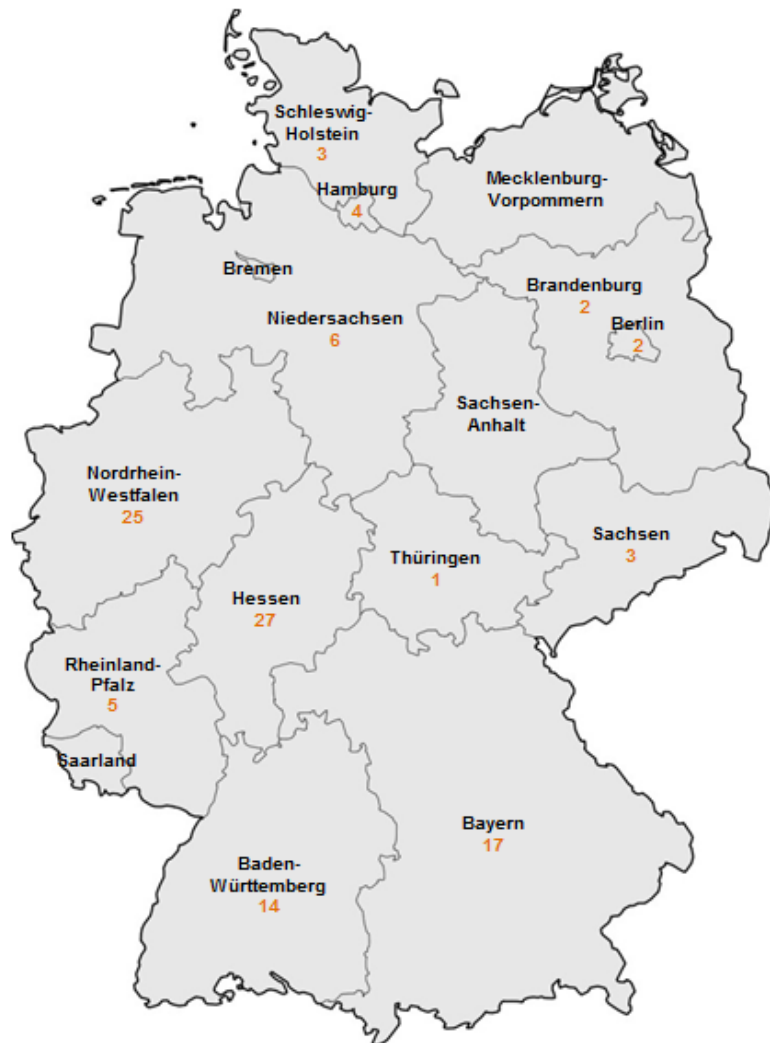 Schleswig-
Holstein
3
Hamburg
4
Mecklenburg-
Vorpommern
Bremen
Brandenburg
2
Berlin
2
Niedersachsen
6
Sachsen-
Anhalt
Nordrhein-
Westfalen
25
Sachsen
3
Thüringen
1
Hessen
27
Rheinland-
Pfalz
5
Saarland
Bayern
17
Baden-
Württemberg
14